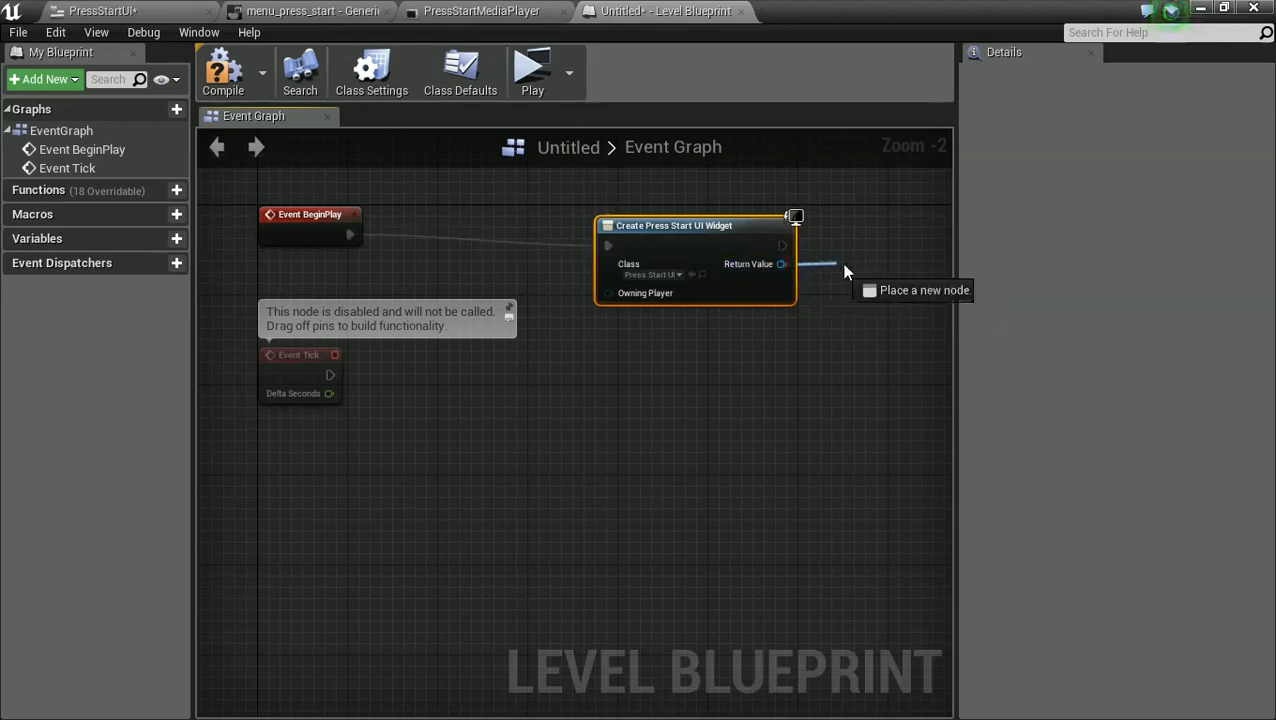 PressStartUI*
menu_press_start - Generi
PressStartMediaPlayer
Untitled* - Level Blueprint
File Edit View Debug Window Help
Search For Help
My Blueprint
Details
Add New
Search
Compile
Search
Class Settings
Class Defaults
Play
Graphs
Event Graph
EventGraph
Event BeginPlay
Event Tick
Untitled > Event Graph
Zoom -2
Functions (18 Overridable)
Macros
Variables
Event Dispatchers
Event BeginPlay
Create Press Start UI Widget
Class
Press Start UI
Return Value
Owning Player
Place a new node.
This node is disabled and will not be called.
Drag off pins to build functionality.
Event Tick
Delta Seconds
LEVEL BLUEPRINT